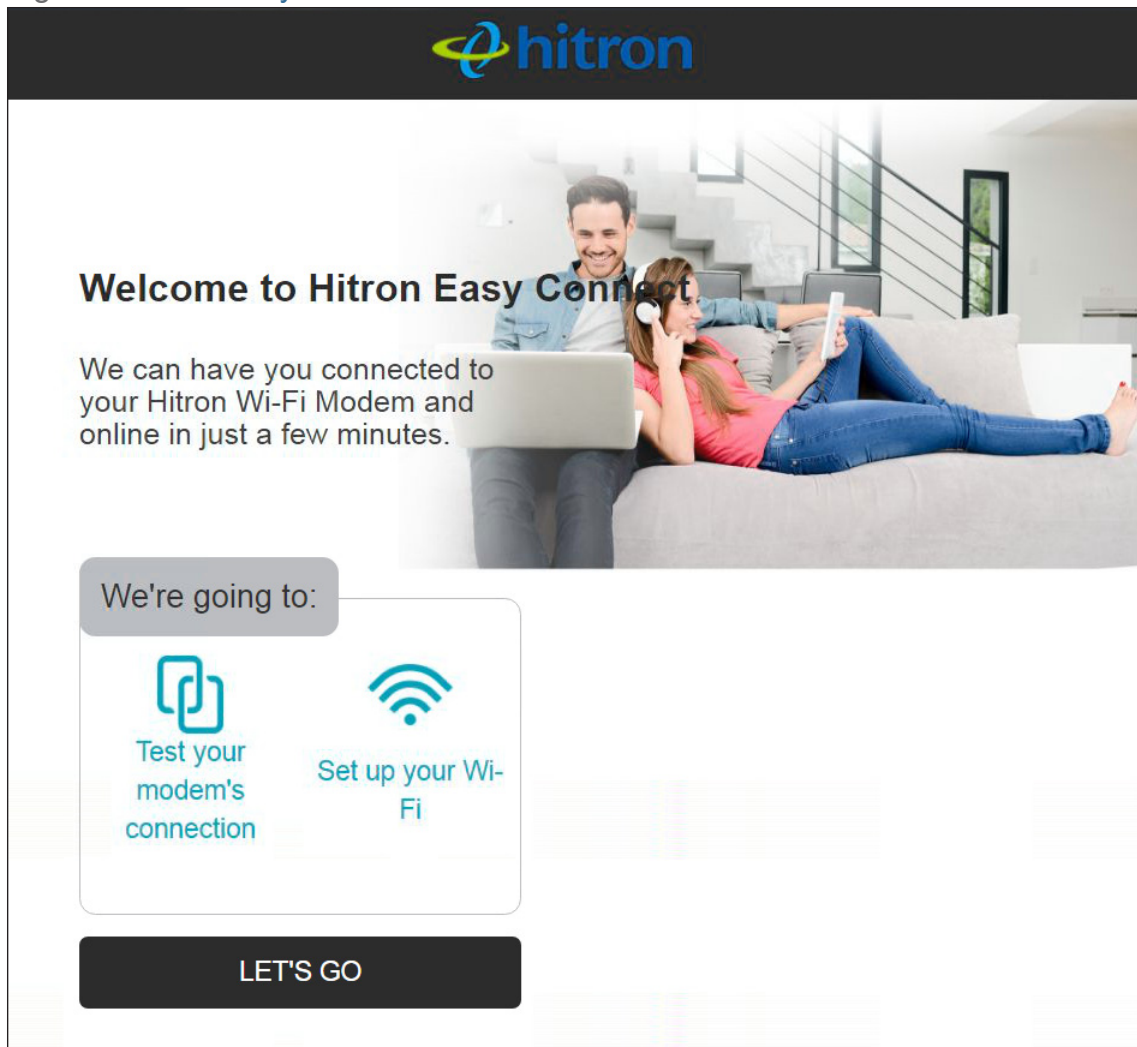 hitron
Welcome to Hitron Easy Connect
We can have you connected to
your Hitron Wi-Fi Modem and
online in just a few minutes.
We're going to:
Test your
modem's
connection
Set up your Wi-
Fi
LET'S GO